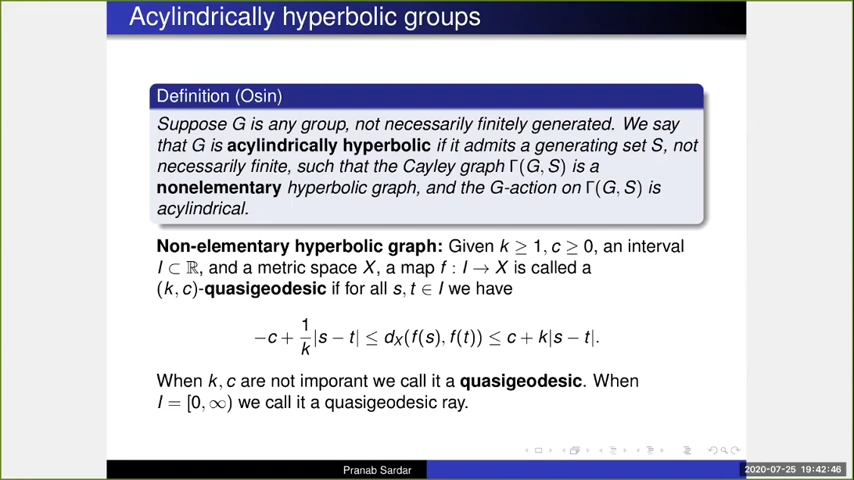 Acylindrically hyperbolic groups
Definition (Osin)
Suppose G is any group, not necessarily finitely generated. We say
that G is acylindrically hyperbolic if it admits a generating set S, not
necessarily finite, such that the Cayley graph Γ(G, S) is a
nonelementary hyperbolic graph, and the G-action on Γ(G, S) is
acylindrical.
Non-elementary hyperbolic graph: Given k ≥ 1, c ≥ 0, an interval
I ⊂ ℝ, and a metric space X, a map f : I → X is called a
(k, c)-quasigeodesic if for all s, t ∈ I we have
−c + 1/k |s − t| ≤ d_X(f(s), f(t)) ≤ c + k|s − t|.
When k, c are not imporant we call it a quasigeodesic. When
I = [0, ∞) we call it a quasigeodesic ray.
Pranab Sardar
2020-07-25 19:42:46